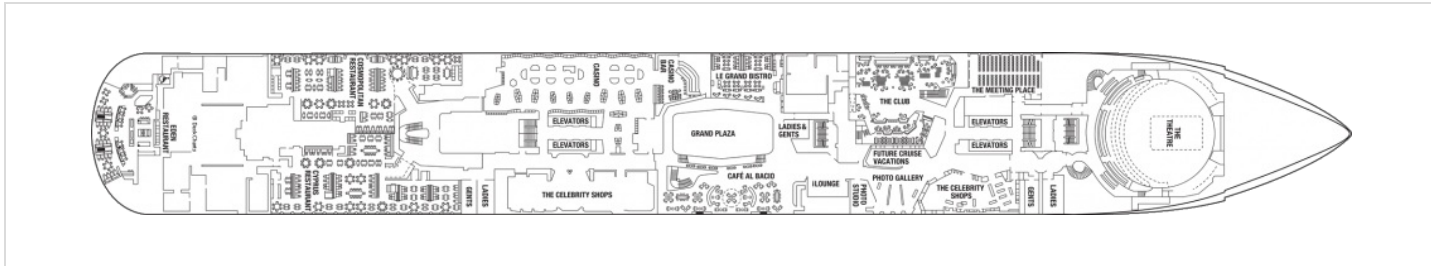 EDEN
RESTAURANT
© DeckChefs
COSMOPOLITAN
RESTAURANT
CYPRUS
RESTAURANT
GENTS
LADIES
CASINO
ELEVATORS
ELEVATORS
THE CELEBRITY SHOPS
CASINO
BAR
LE GRAND BISTRO
GRAND PLAZA
CAFÉ AL BACIO
LADIES &
GENTS
iLOUNGE
PHOTO
STUDIO
THE CLUB
FUTURE CRUISE
VACATIONS
PHOTO GALLERY
THE MEETING PLACE
ELEVATORS
ELEVATORS
THE CELEBRITY
SHOPS
GENTS
LADIES
THE
THEATRE